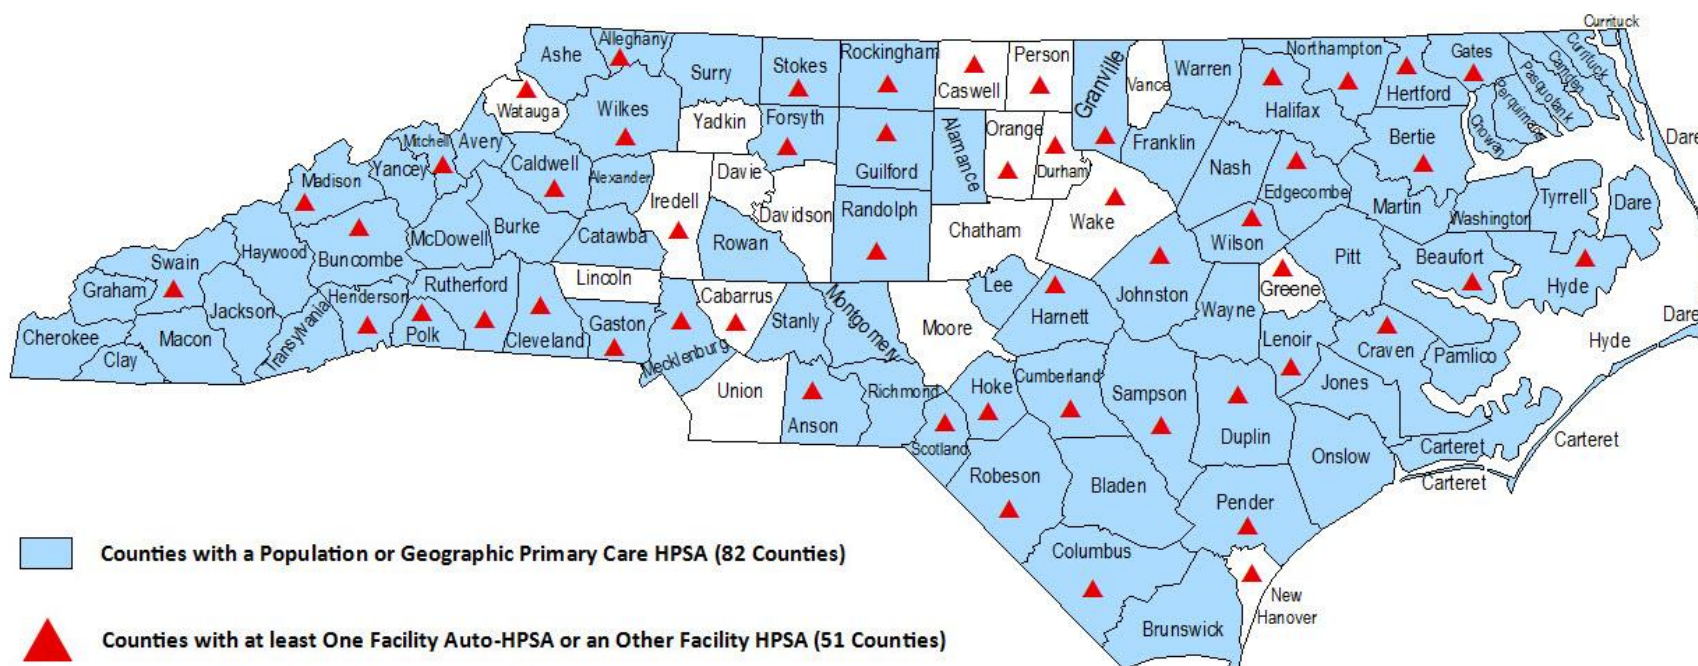 Currituck
Ashe
Alleghany
Surry
Stokes
Rockingham
Caswell
Person
Granville
Vance
Warren
Northampton
Halifax
Hertford
Gates
Currituck
Camden
Pasquotank
Perquimans
Chowan
Watauga
Wilkes
Yadkin
Forsyth
Guilford
Alamance
Orange
Durham
Franklin
Nash
Edgecombe
Bertie
Dare
Mitchell
Avery
Yancey
Caldwell
Alexander
Madison
Iredell
Davie
Davidson
Randolph
Chatham
Wake
Wilson
Martin
Washington
Tyrrell
Dare
Haywood
Buncombe
McDowell
Burke
Catawba
Rowan
Swain
Graham
Jackson
Henderson
Rutherford
Lincoln
Cabarrus
Stanly
Montgomery
Moore
Lee
Harnett
Johnston
Wayne
Greene
Pitt
Beaufort
Hyde
Cherokee
Clay
Macon
Transylvania
Polk
Cleveland
Gaston
Mecklenburg
Union
Anson
Richmond
Scotland
Hoke
Cumberland
Sampson
Lenoir
Craven
Pamlico
Jones
Hyde
Dare
Duplin
Onslow
Carteret
Carteret
Carteret
Robeson
Bladen
Pender
Columbus
Brunswick
New
Hanover
Counties with a Population or Geographic Primary Care HPSA (82 Counties)
Counties with at least One Facility Auto-HPSA or an Other Facility HPSA (51 Counties)